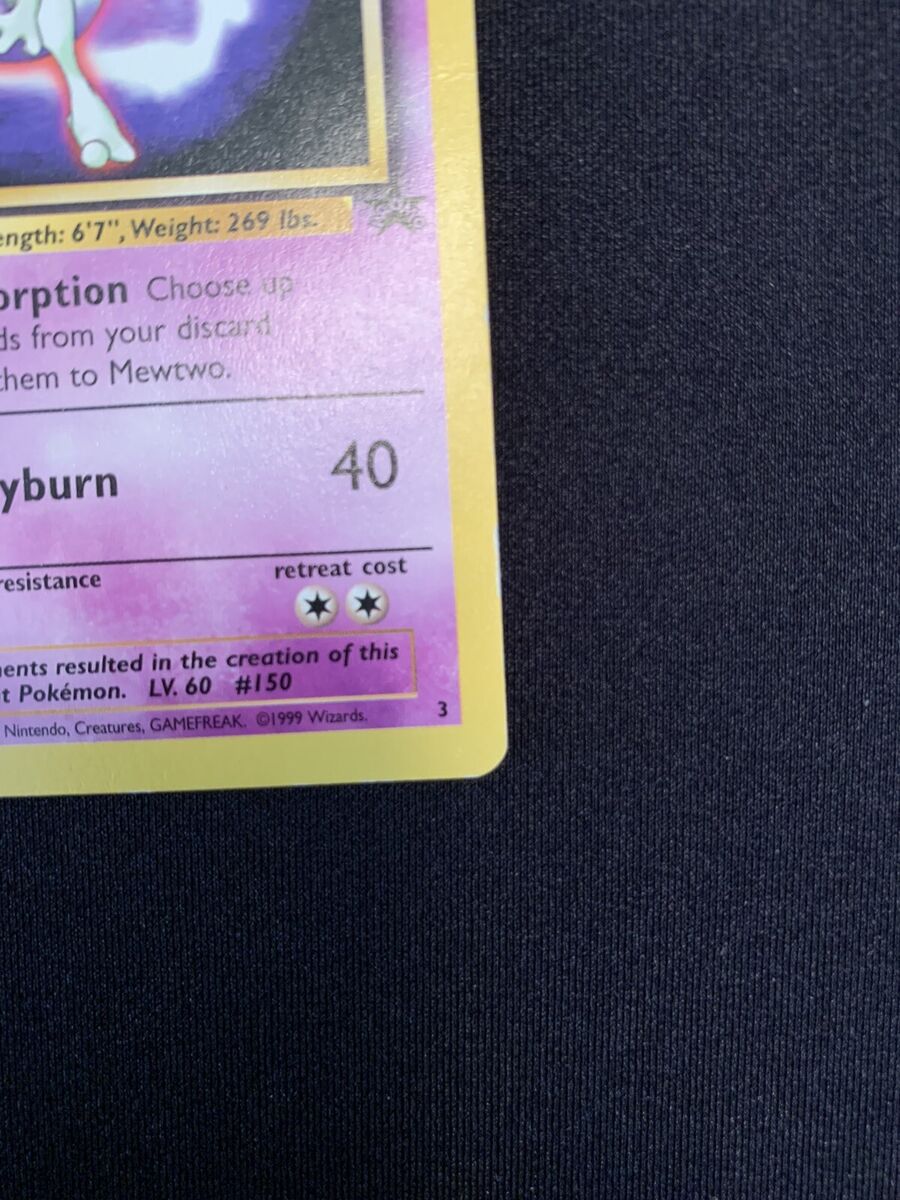 ength: 6'7", Weight: 269 lbs.
orption Choose up
ds from your discard
them to Mewtwo.
yburn 40
resistance retreat cost
ents resulted in the creation of this
t Pokémon. LV. 60 #150
Nintendo, Creatures, GAMEFREAK. ©1999 Wizards. 3